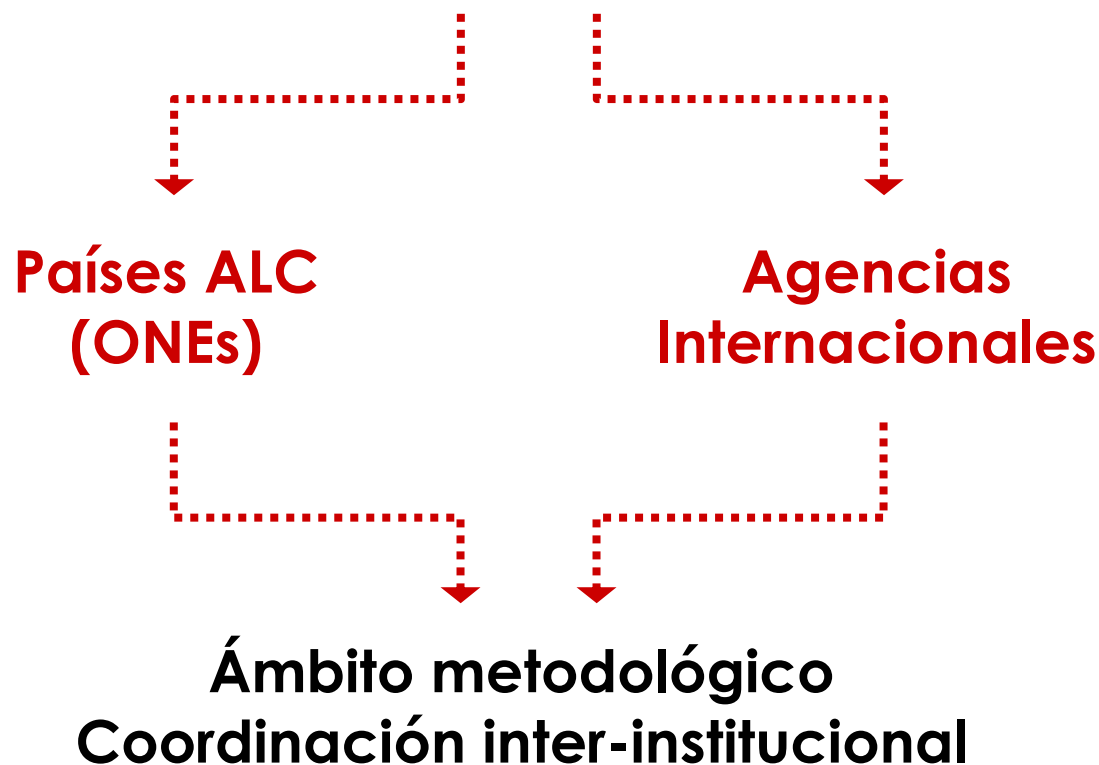 Países ALC
(ONEs)
Agencias
Internacionales
Ámbito metodológico
Coordinación inter-institucional